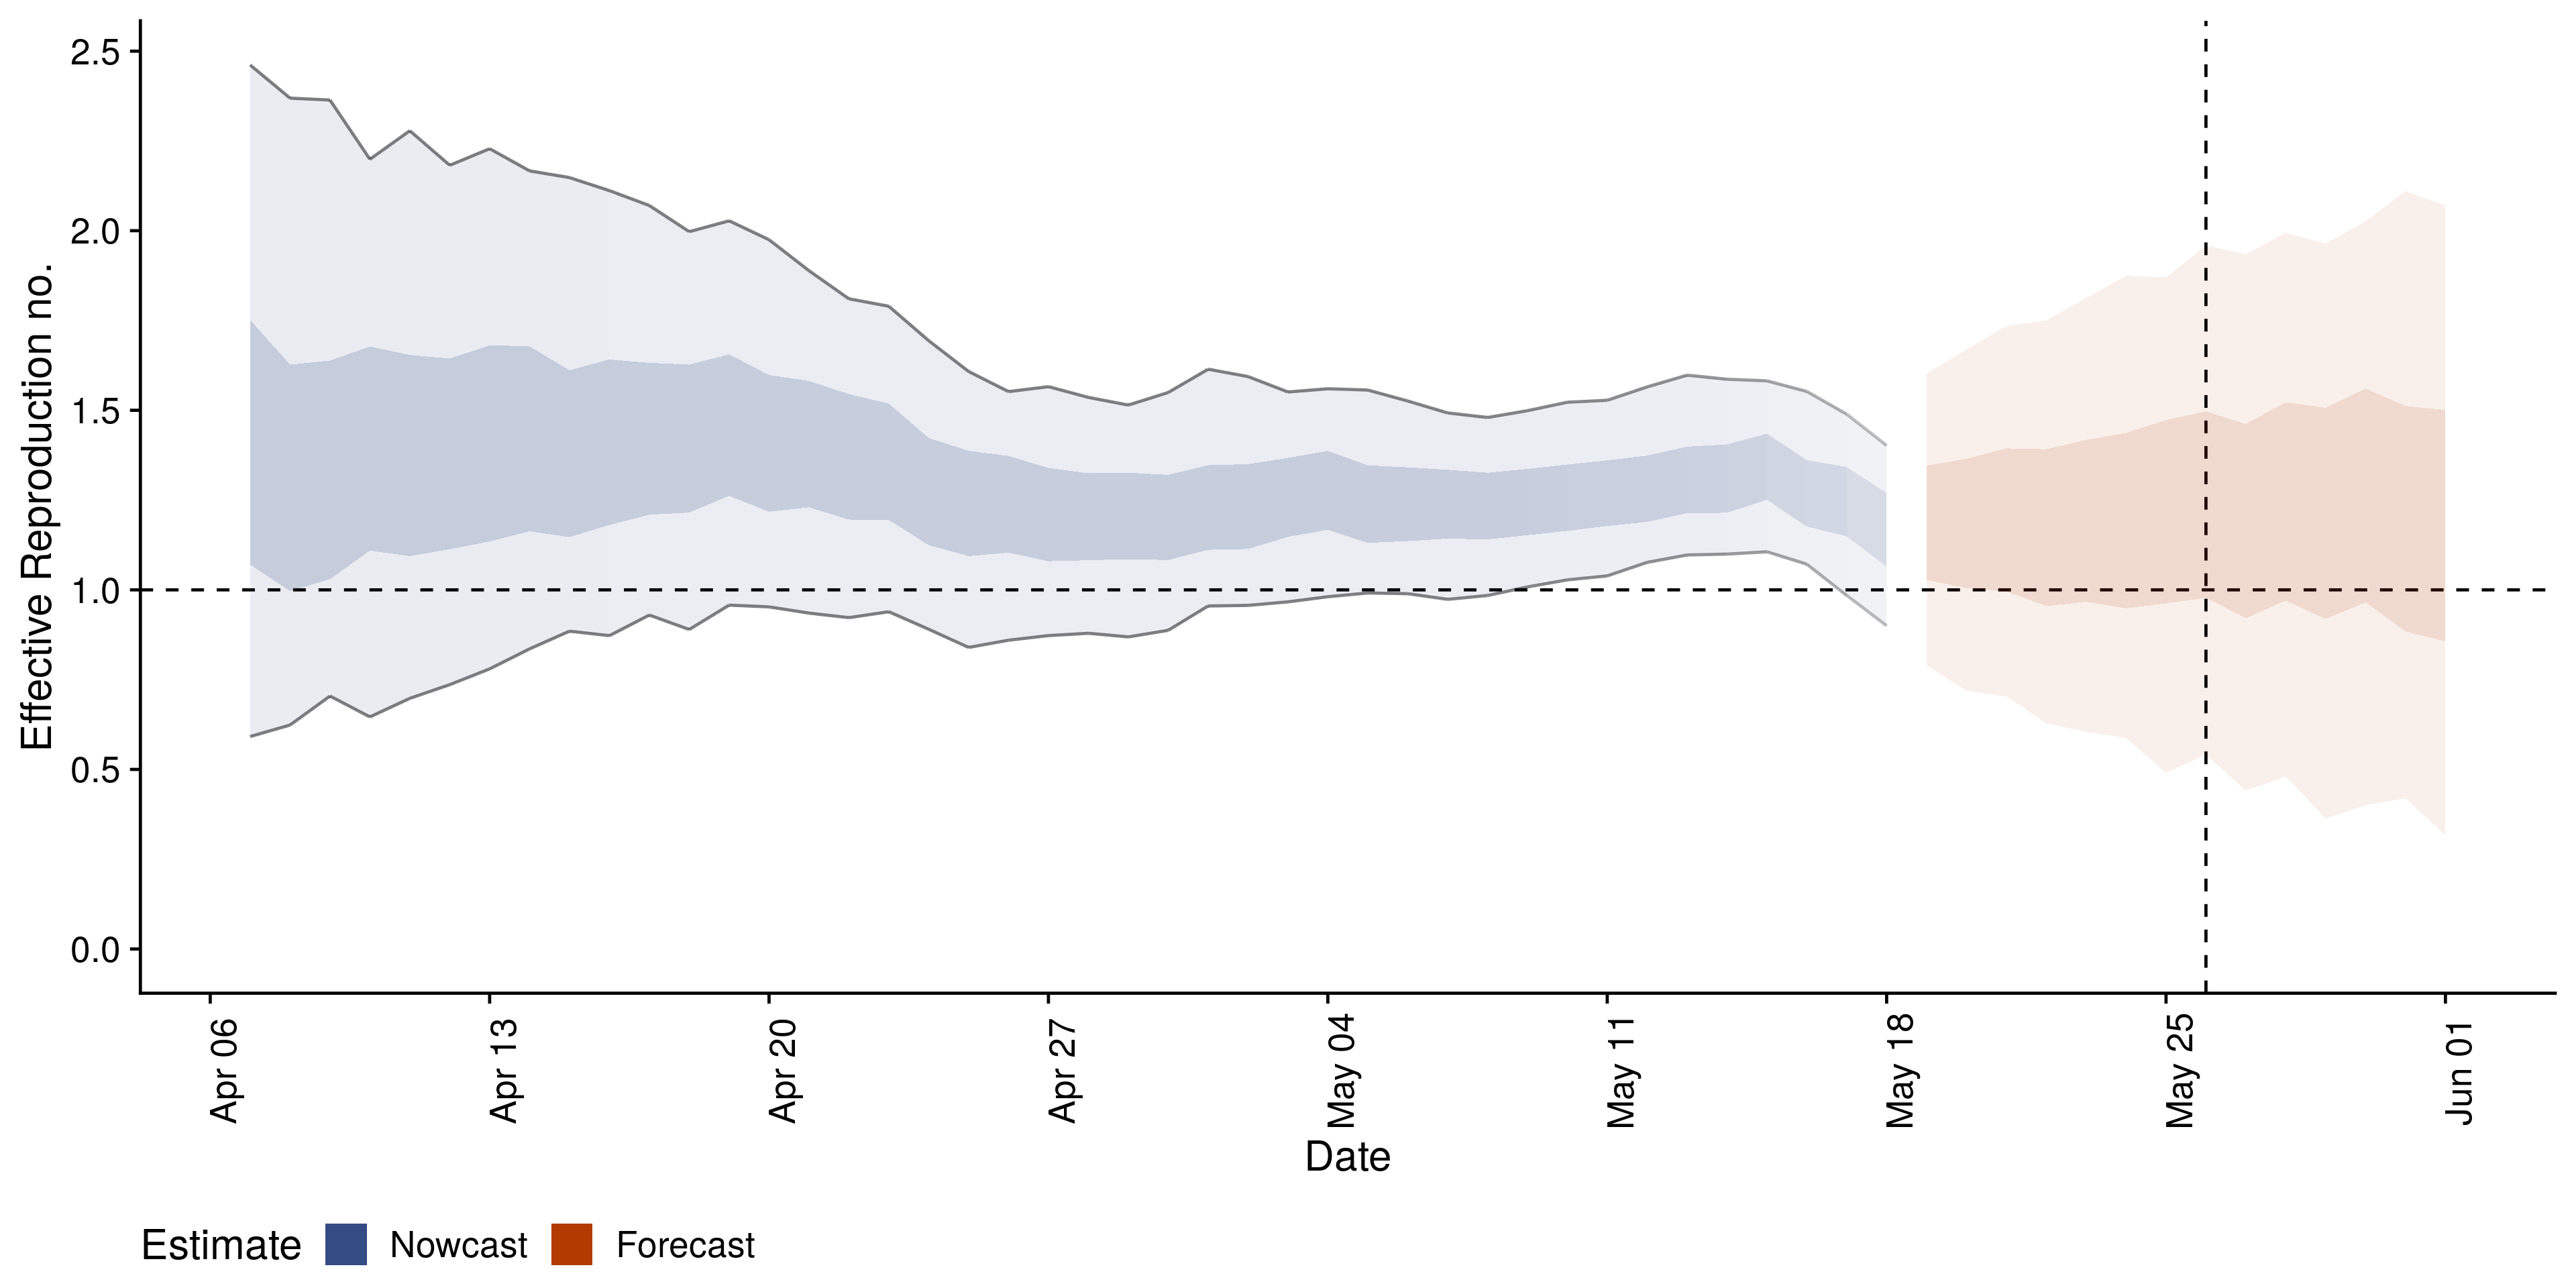 Effective Reproduction no.
2.5
2.0
1.5
1.0
0.5
0.0
Apr 06
Apr 13
Apr 20
Apr 27
May 04
May 11
May 18
May 25
Jun 01
Date
Estimate Nowcast Forecast